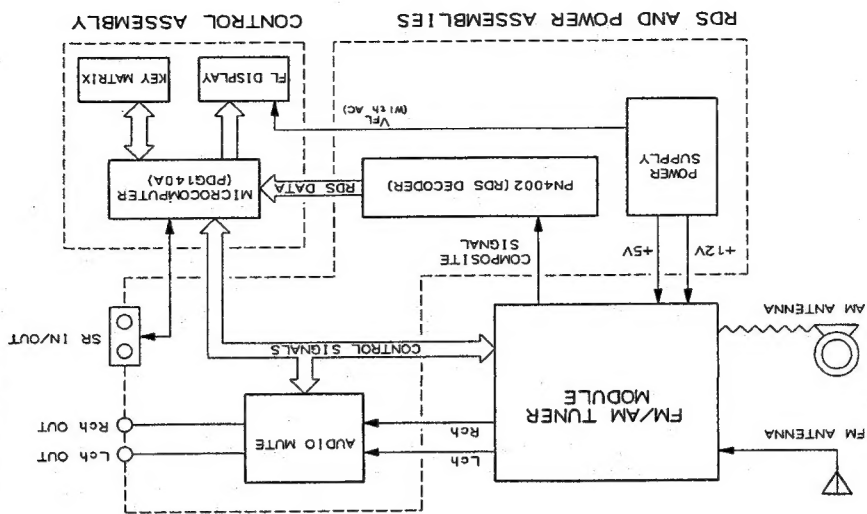 FM ANTENNA
FM/AM TUNER
MODULE
Lch
Rch
AUDIO MUTE
Lch OUT
Rch OUT
AM ANTENNA
CONTROL SIGNALS
SR IN/OUT
+12V
+5V
COMPOSITE
SIGNAL
POWER
SUPPLY
PN4002(RDS DECODER)
RDS DATA
MICROCOMPUTER
(PDG140A)
VFL
(With AC)
FL DISPLAY
KEY MATRIX
RDS AND POWER ASSEMBLIES
CONTROL ASSEMBLY